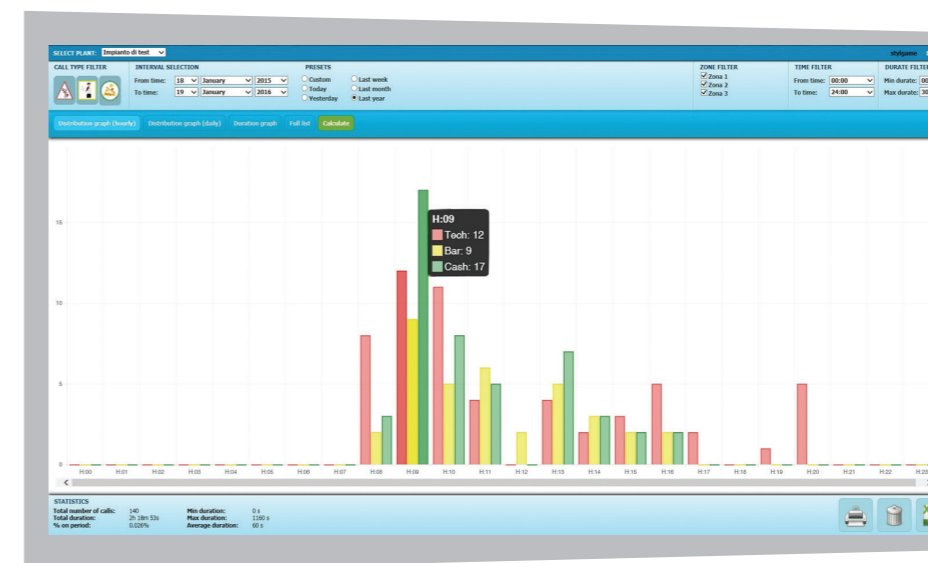 SELECT PLANT: Impianto di test
stylgame
CALL TYPE FILTER INTERVAL SELECTION PRESETS ZONE FILTER TIME FILTER DURATE FILTER
From time: 18 January 2015 Custom Last week Zona 1 From time: 00:00 Min durate: 00
To time: 19 January 2016 Today Last month Zona 2 To time: 24:00 Max durate: 30
Yesterday Last year Zona 3
Distribution graph (hourly) Distribution graph (daily) Duration graph Full list Calculate
15
H:09
Tech: 12
Bar: 9
Cash: 17
10
5
0
H:00 H:01 H:02 H:03 H:04 H:05 H:06 H:07 H:08 H:09 H:10 H:11 H:12 H:13 H:14 H:15 H:16 H:17 H:18 H:19 H:20 H:21 H:22 H:23
STATISTICS
Total number of calls: 140 Min duration: 0 s
Total duration: 2h 18m 53s Max duration: 1160 s
% on period: 0.026% Average duration: 60 s